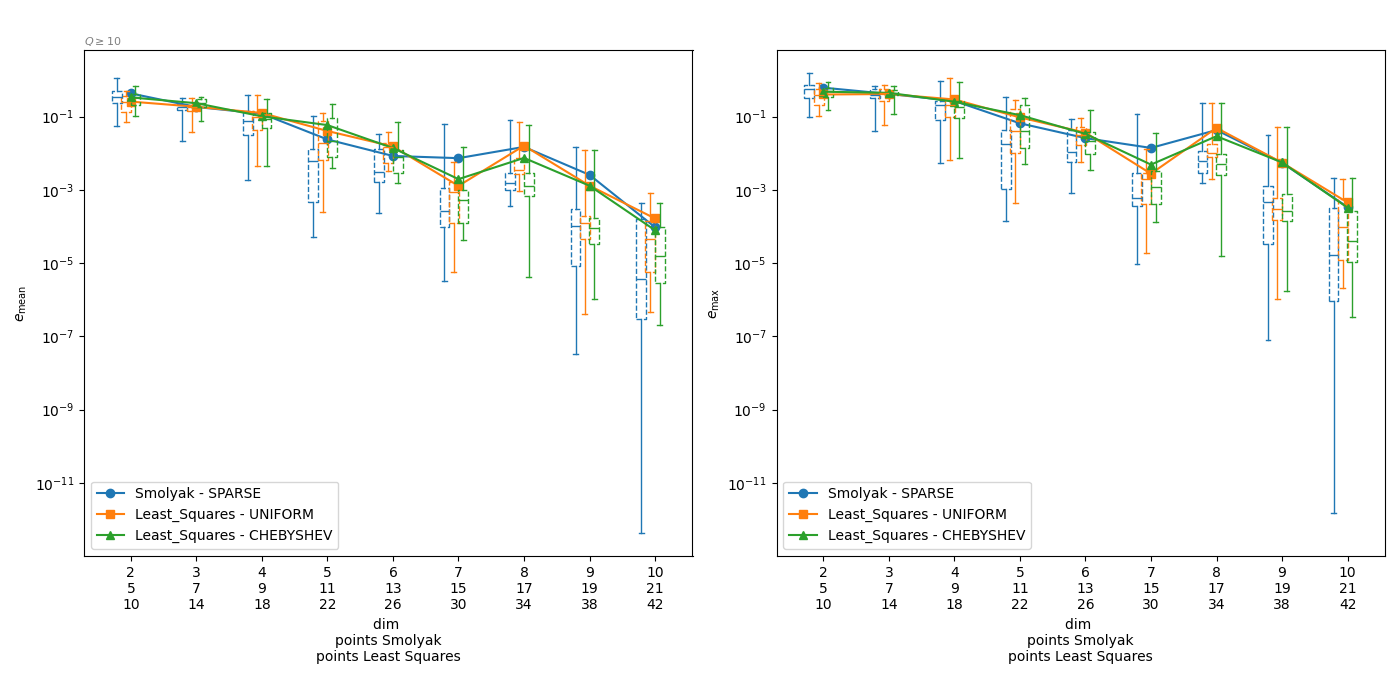 Q ≥ 10
10⁻¹
10⁻³
10⁻⁵
10⁻⁷
10⁻⁹
10⁻¹¹
e_mean
Smolyak - SPARSE
Least_Squares - UNIFORM
Least_Squares - CHEBYSHEV
2 3 4 5 6 7 8 9 10
5 7 9 11 13 15 17 19 21
10 14 18 22 26 30 34 38 42
dim
points Smolyak
points Least Squares
10⁻¹
10⁻³
10⁻⁵
10⁻⁷
10⁻⁹
10⁻¹¹
e_max
Smolyak - SPARSE
Least_Squares - UNIFORM
Least_Squares - CHEBYSHEV
2 3 4 5 6 7 8 9 10
5 7 9 11 13 15 17 19 21
10 14 18 22 26 30 34 38 42
dim
points Smolyak
points Least Squares